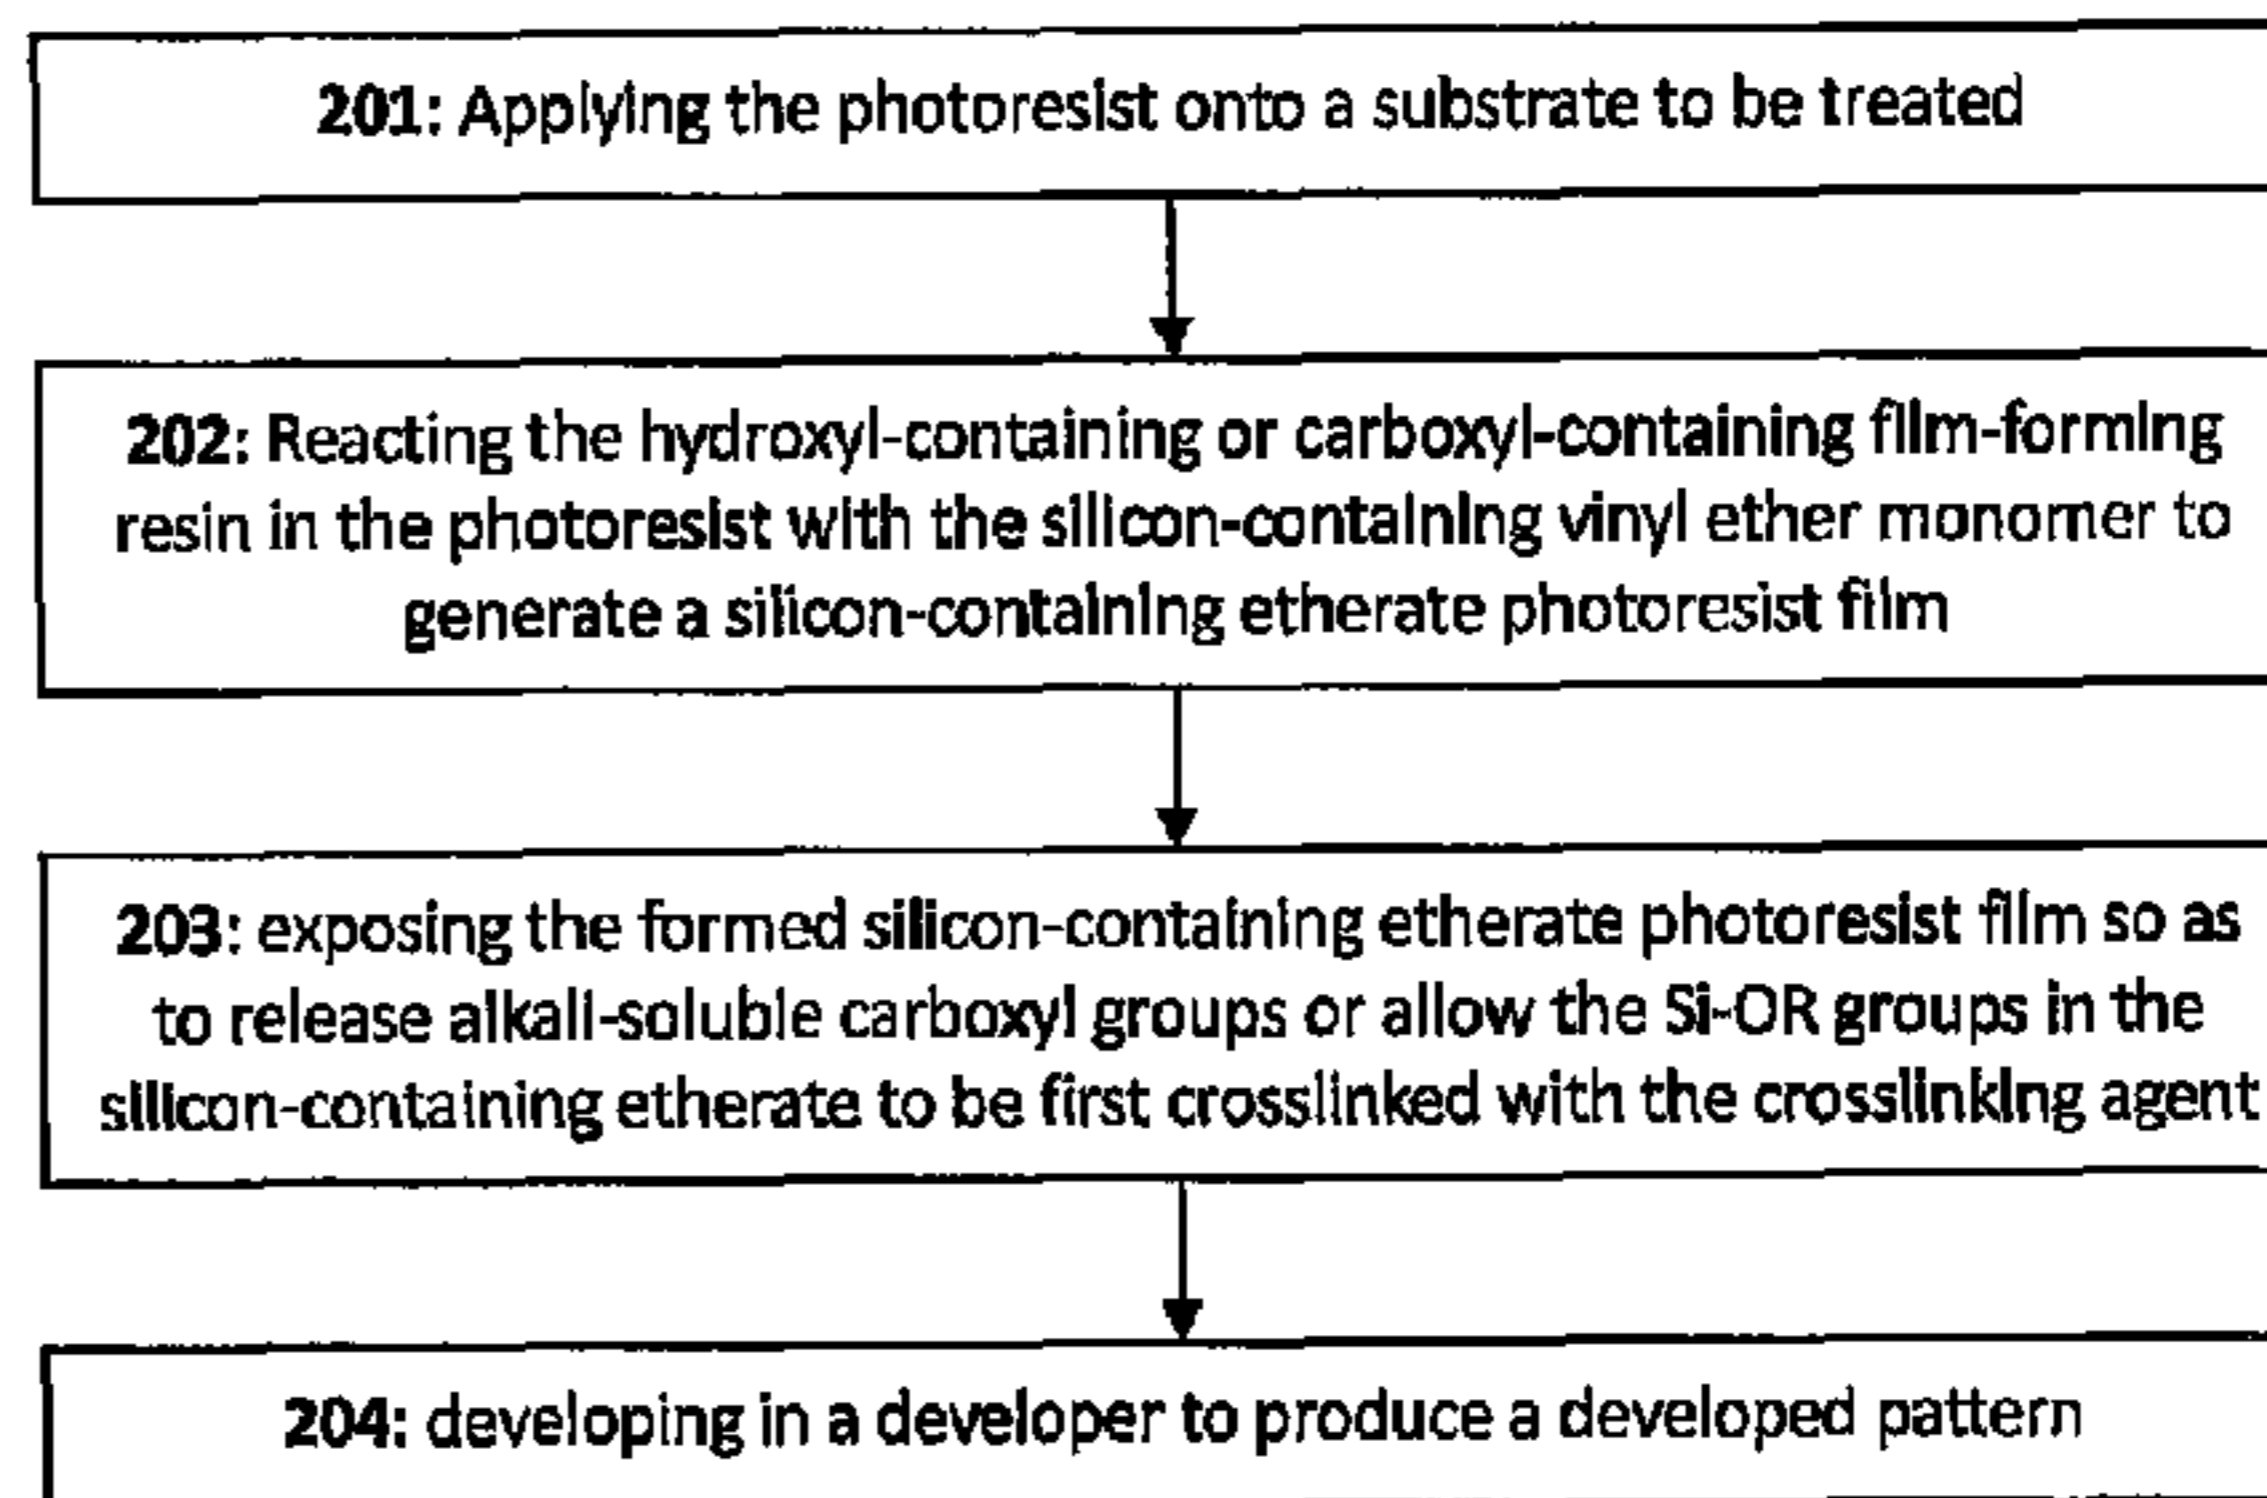 201: Applying the photoresist onto a substrate to be treated
202: Reacting the hydroxyl-containing or carboxyl-containing film-forming
resin in the photoresist with the silicon-containing vinyl ether monomer to
generate a silicon-containing etherate photoresist film
203: exposing the formed silicon-containing etherate photoresist film so as
to release alkali-soluble carboxyl groups or allow the Si-OR groups in the
silicon-containing etherate to be first crosslinked with the crosslinking agent
204: developing in a developer to produce a developed pattern